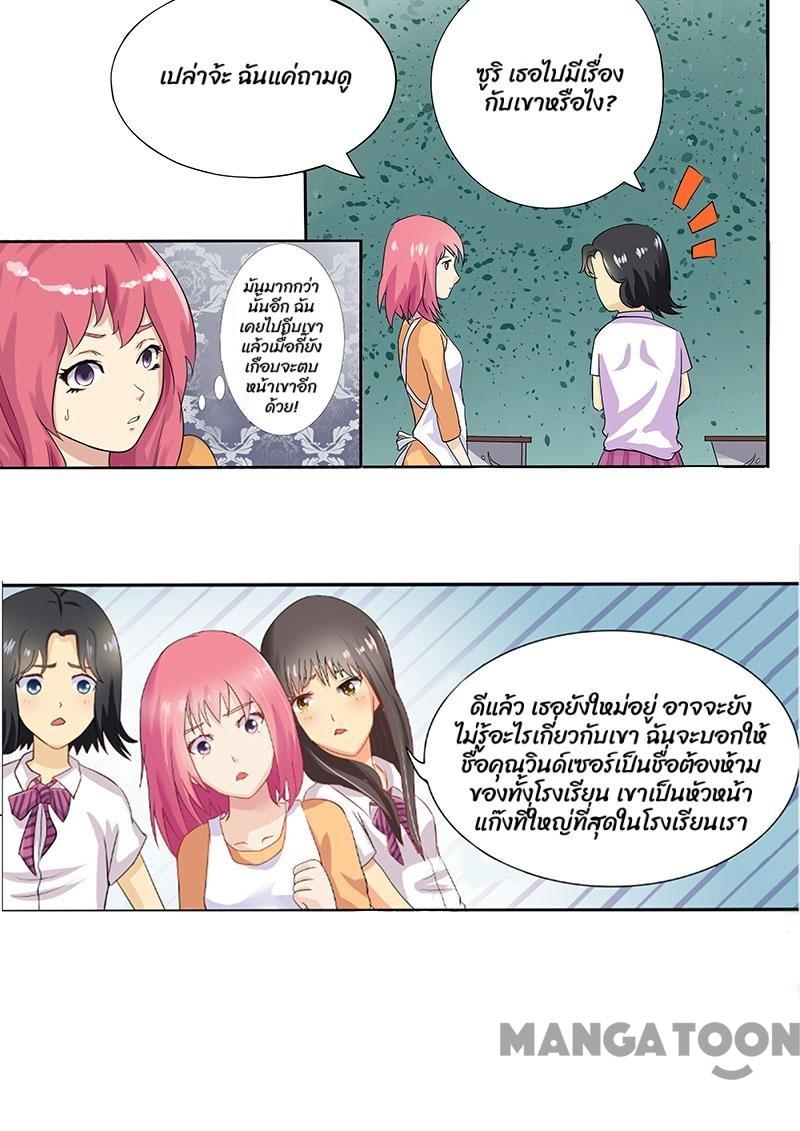 ซูริ เธอไปมีเรื่อง
กับเขาหรือไง?
เปล่าจ้ะ ฉันแค่ถามดู
มันมากกว่า
นั้นอีก ฉัน
เคยไปถีบเขา
แล้วเมื่อกี้ยัง
เกือบจะตบ
หน้าเขาอีก
ด้วย!
ดีแล้ว เธอยังใหม่อยู่ อาจจะยัง
ไม่รู้อะไรเกี่ยวกับเขา ฉันจะบอกให้
ชื่อคุณวินด์เซอร์เป็นชื่อต้องห้าม
ของทั้งโรงเรียน เขาเป็นหัวหน้า
แก๊งที่ใหญ่ที่สุดในโรงเรียนเรา
MANGATOON